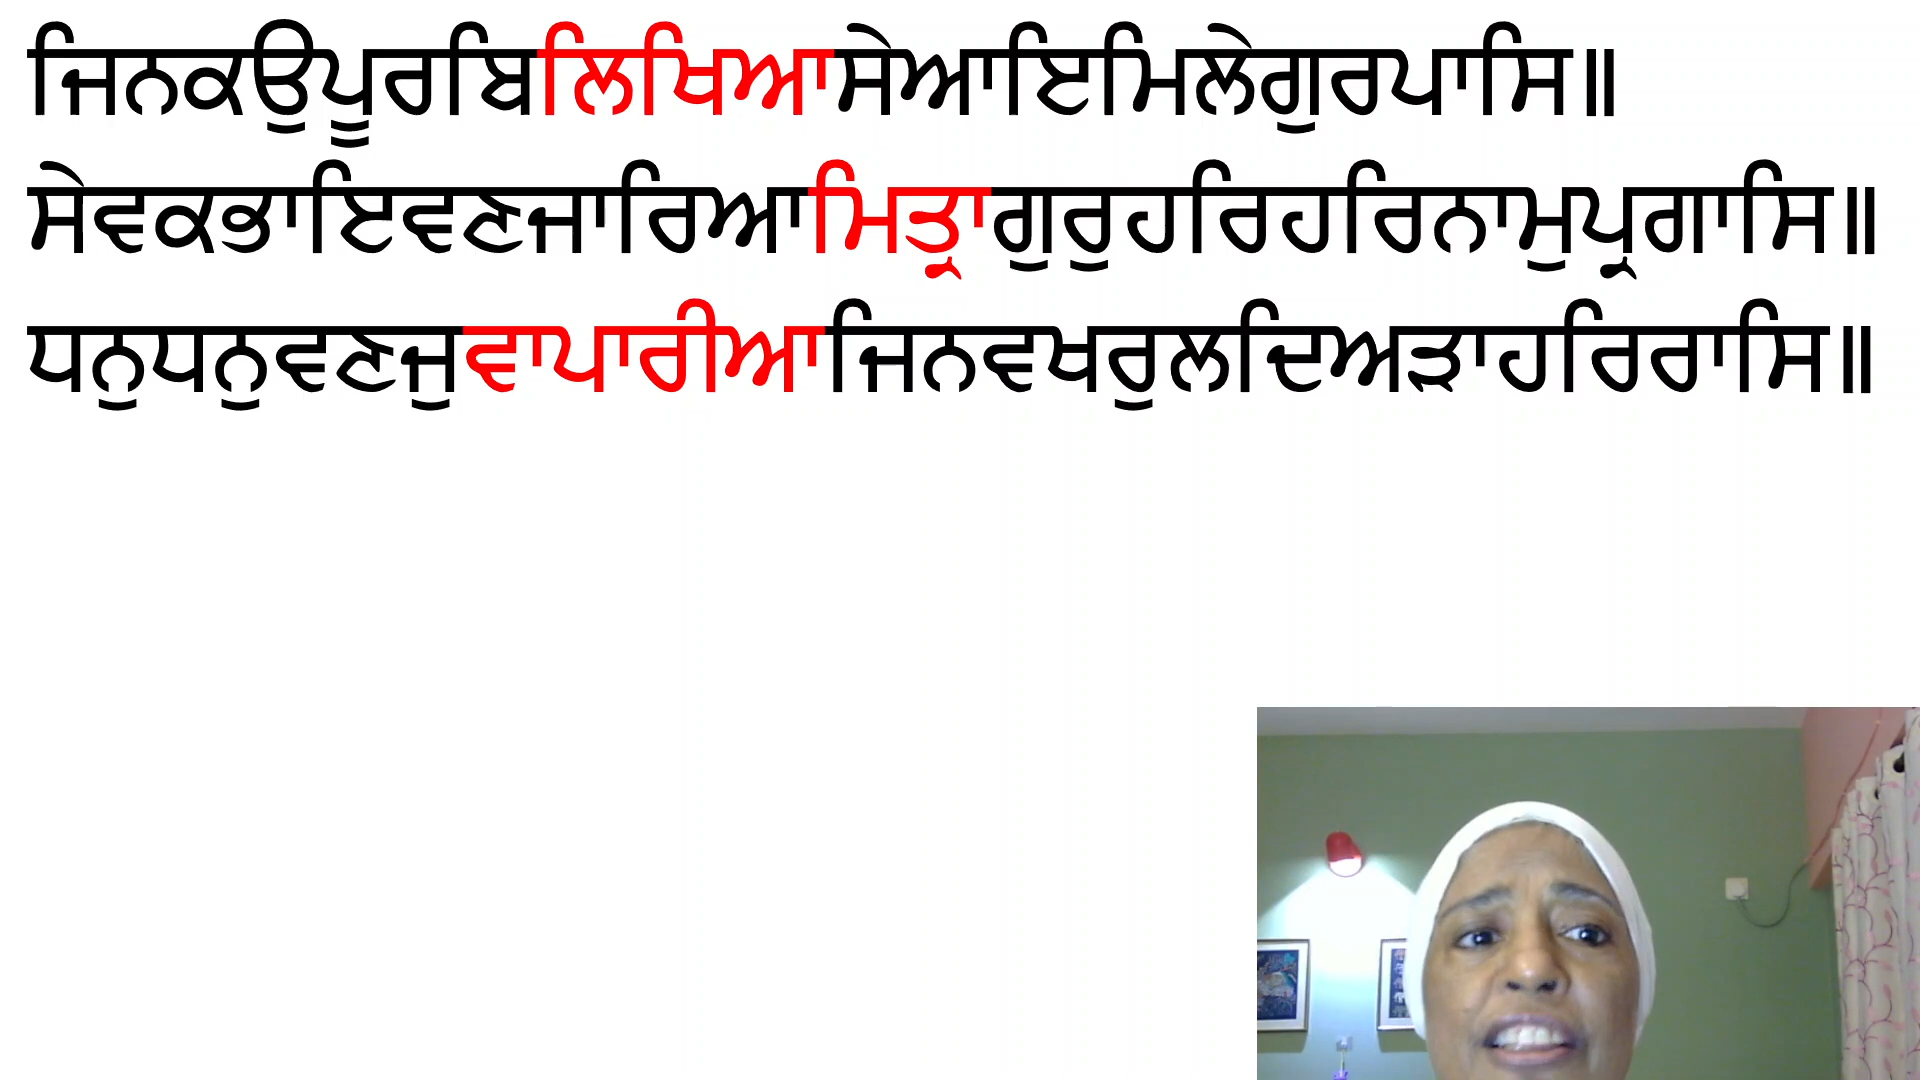 ਜਿਨਕਉਪੂਰਬਿਲਿਖਿਆਸੇਆਇਮਿਲੇਗੁਰਪਾਸਿ॥
ਸੇਵਕਭਾਇਵਣਜਾਰਿਆਮਿਤ੍ਰਾਗੁਰੁਹਰਿਹਰਿਨਾਮੁਪ੍ਰਗਾਸਿ॥
ਧਨੁਧਨੁਵਣਜੁਵਾਪਾਰੀਆਜਿਨਵਖਰੁਲਦਿਅੜਾਹਰਿਰਾਸਿ॥